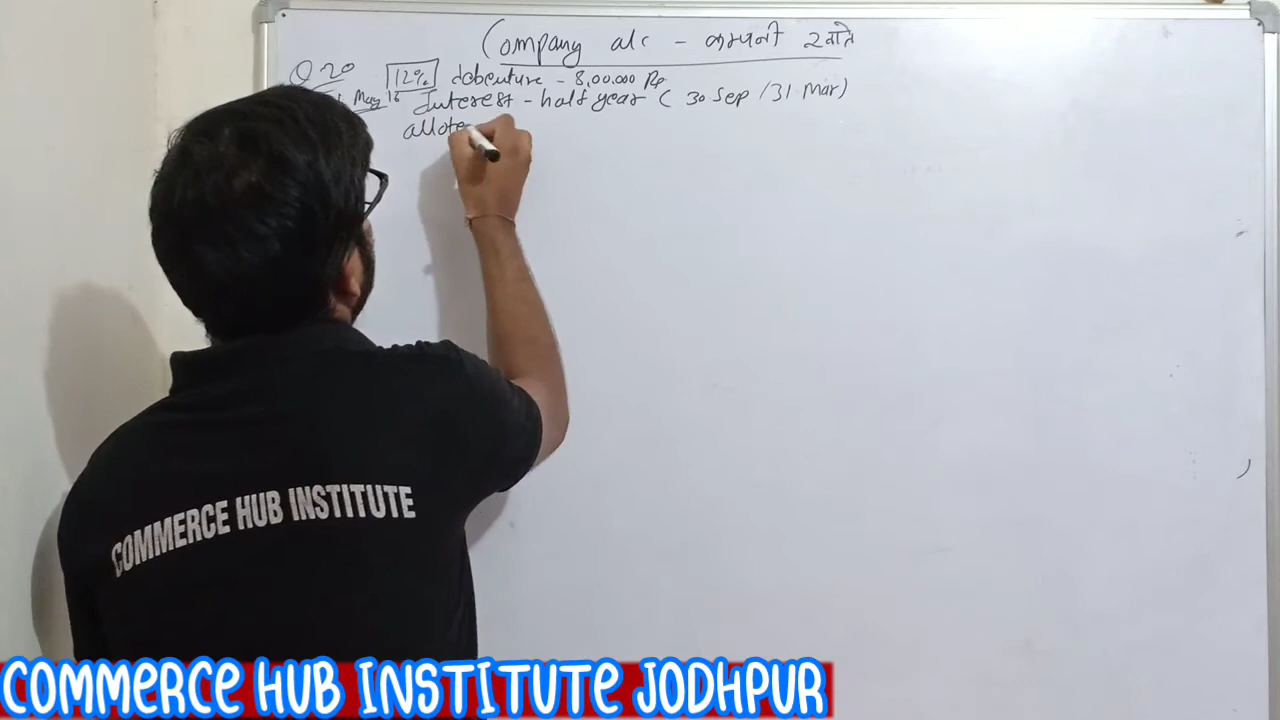 Company a/c - कम्पनी खाते
Q 20
12% debenture - 8,00,000 Rs
May 16 Interest - half year ( 30 Sep / 31 Mar)
allote
COMMERCE HUB INSTITUTE
COMMERCE HUB INSTITUTE JODHPUR